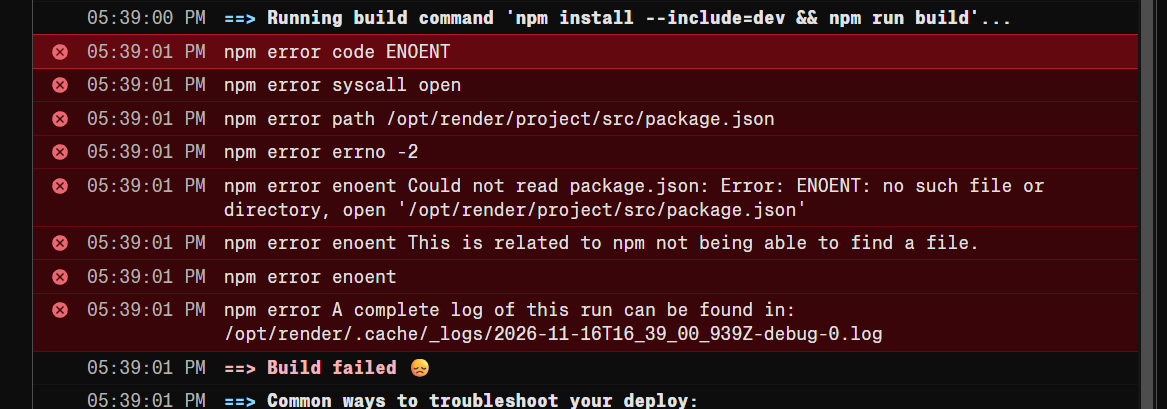 05:39:00 PM ==> Running build command 'npm install --include=dev && npm run build'...
05:39:01 PM npm error code ENOENT
05:39:01 PM npm error syscall open
05:39:01 PM npm error path /opt/render/project/src/package.json
05:39:01 PM npm error errno -2
05:39:01 PM npm error enoent Could not read package.json: Error: ENOENT: no such file or
directory, open '/opt/render/project/src/package.json'
05:39:01 PM npm error enoent This is related to npm not being able to find a file.
05:39:01 PM npm error enoent
05:39:01 PM npm error A complete log of this run can be found in:
/opt/render/.cache/_logs/2026-11-16T16_39_00_939Z-debug-0.log
05:39:01 PM ==> Build failed 😞
05:39:01 PM ==> Common ways to troubleshoot your deploy: